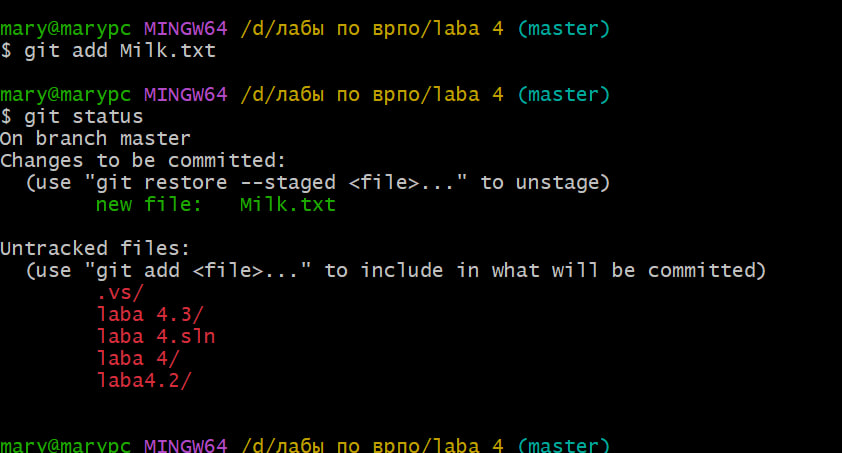 mary@marypc MINGW64 /d/лабы по врпо/laba 4 (master)
$ git add Milk.txt
mary@marypc MINGW64 /d/лабы по врпо/laba 4 (master)
$ git status
On branch master
Changes to be committed:
  (use "git restore --staged <file>..." to unstage)
        new file:   Milk.txt
Untracked files:
  (use "git add <file>..." to include in what will be committed)
        .vs/
        laba 4.3/
        laba 4.sln
        laba 4/
        laba4.2/
mary@marypc MINGW64 /d/лабы по врпо/laba 4 (master)